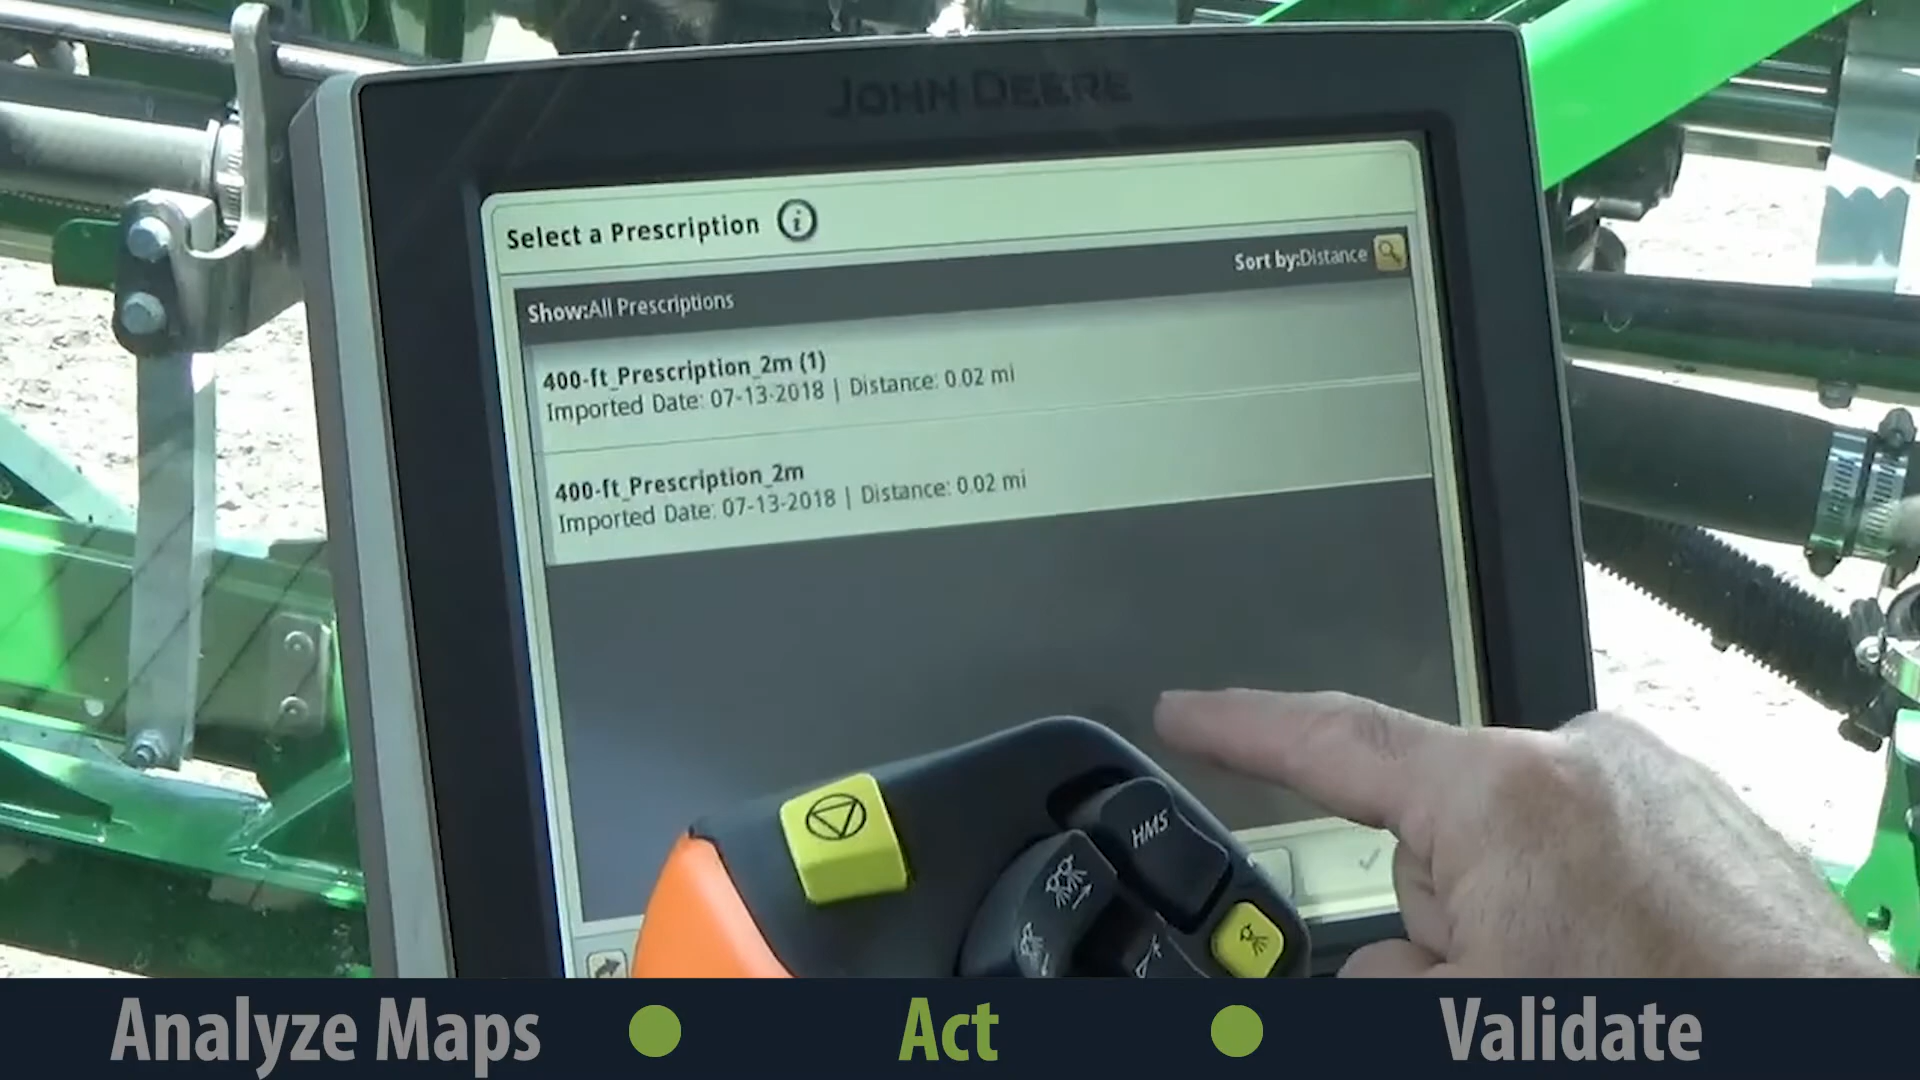 JOHN DEERE
Select a Prescription
Sort by:Distance
Show:All Prescriptions
400-ft_Prescription_2m (1)
Imported Date: 07-13-2018 | Distance: 0.02 mi
400-ft_Prescription_2m
Imported Date: 07-13-2018 | Distance: 0.02 mi
HMS
Analyze Maps
Act
Validate